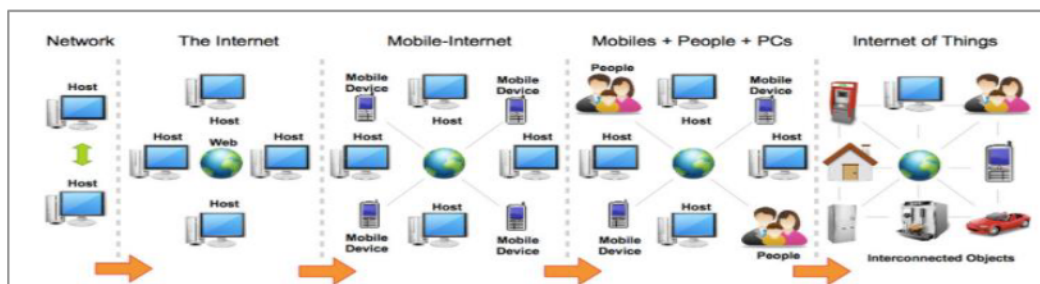 Network
The Internet
Mobile-Internet
Mobiles + People + PCs
Internet of Things
Host
Host
Host
Host
Web
Host
Host
Mobile
Device
Host
Mobile
Device
Host
Host
Mobile
Device
Host
Mobile
Device
People
Host
Mobile
Device
Host
Host
Mobile
Device
Host
People
Interconnected Objects